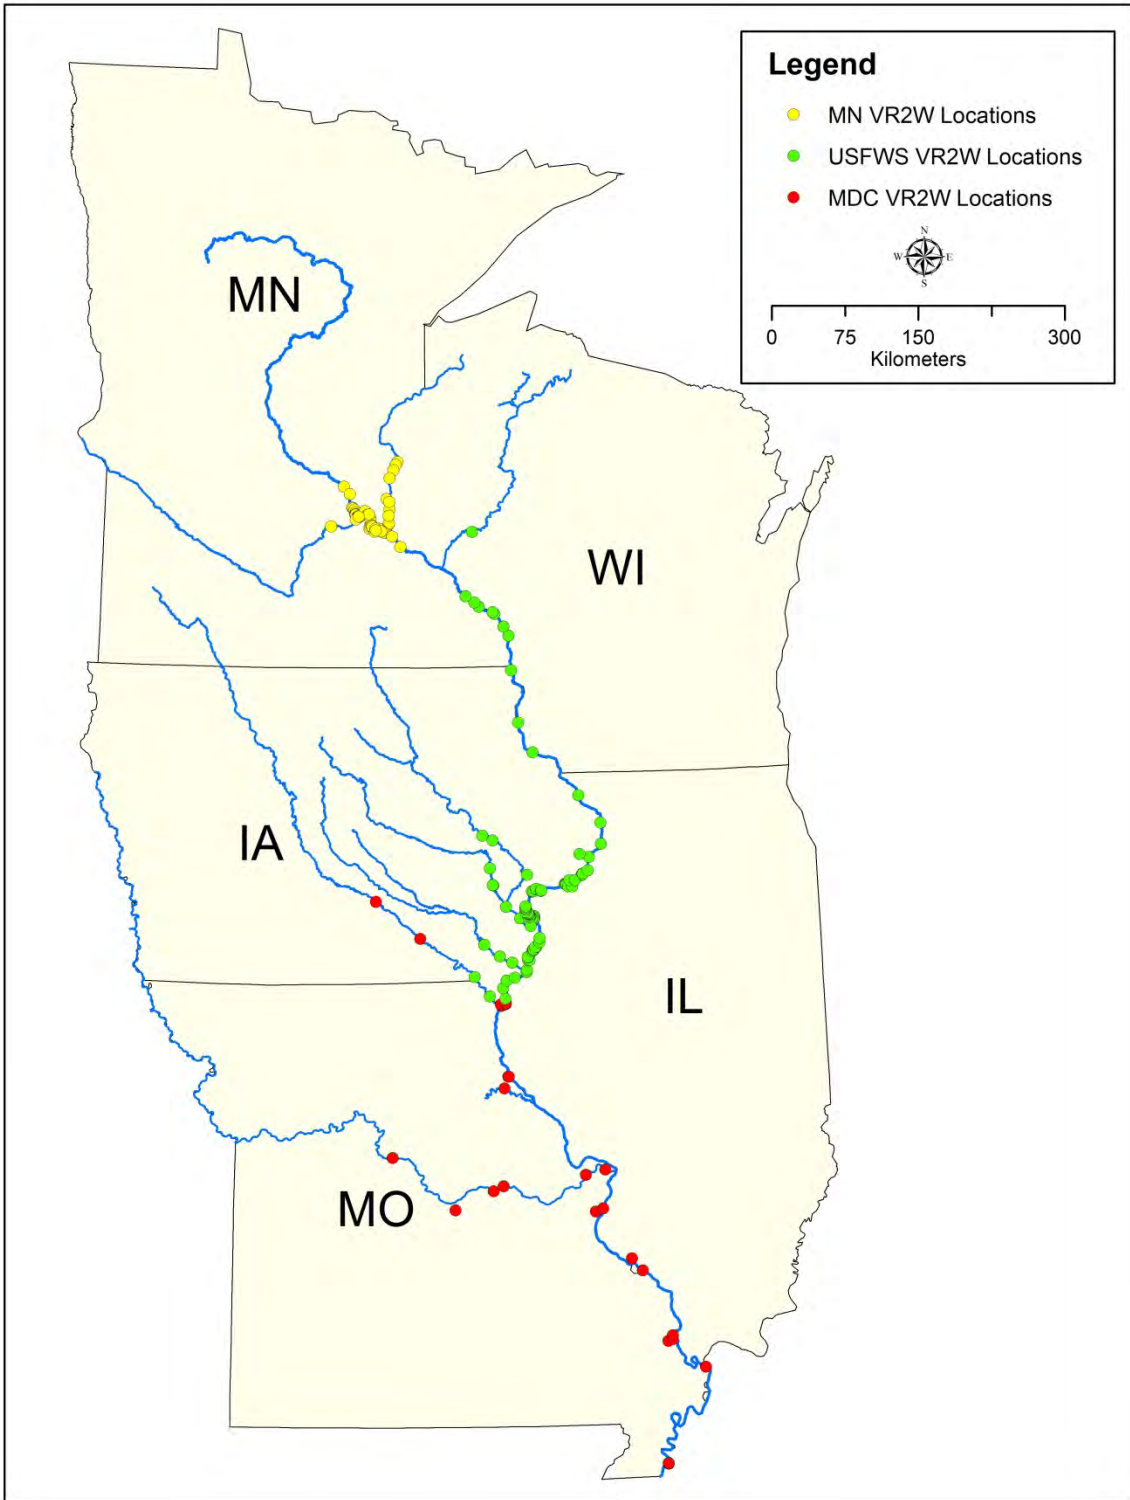 Legend
MN VR2W Locations
USFWS VR2W Locations
MDC VR2W Locations
N
W E
S
0 75 150 300
Kilometers
MN
WI
IA
IL
MO